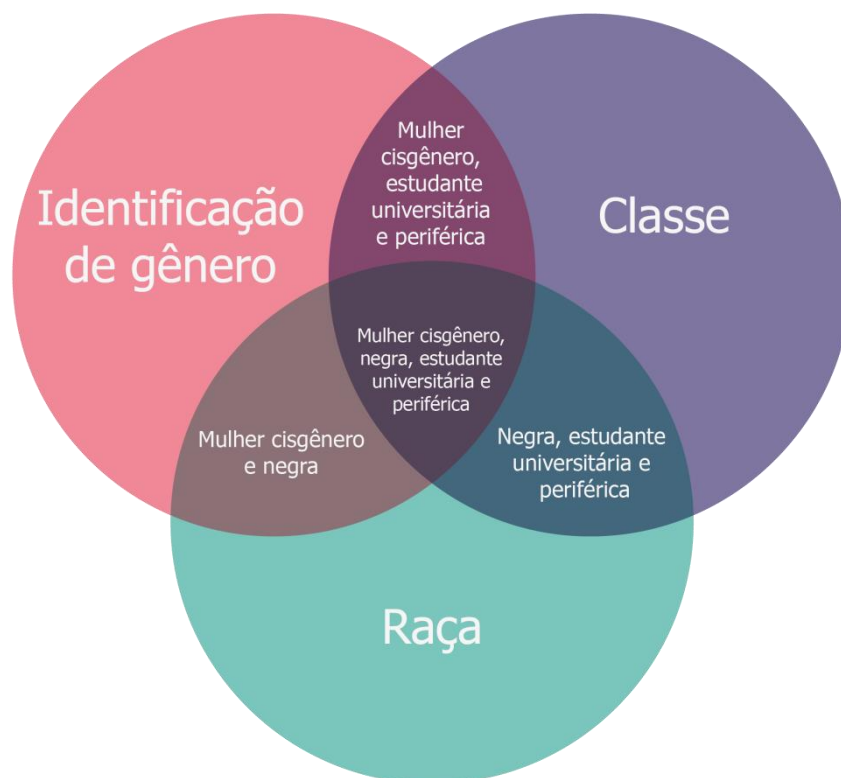 Mulher
cisgênero,
estudante
universitária
e periférica
Identificação
de gênero
Classe
Mulher cisgênero,
negra, estudante
universitária e
periférica
Mulher cisgênero
e negra
Negra, estudante
universitária e
periférica
Raça